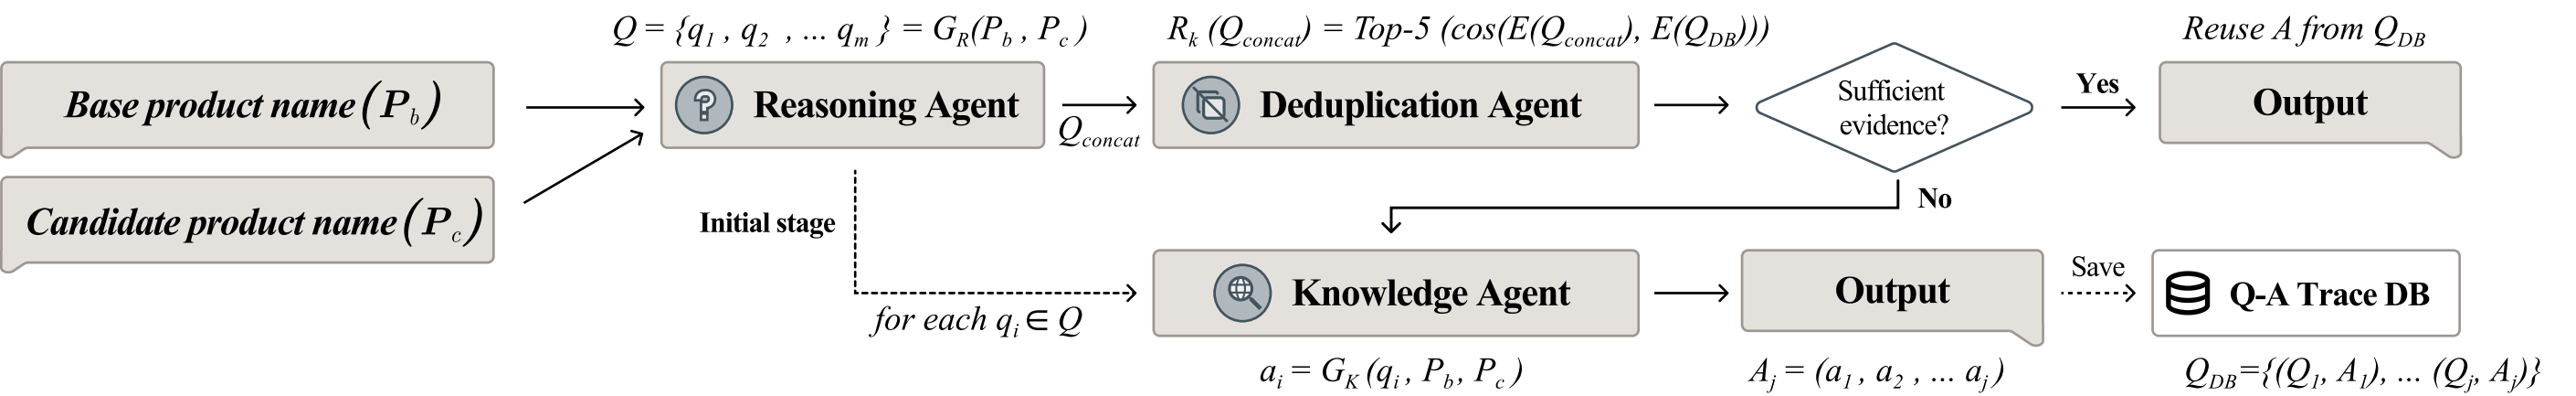 Q = {q1 , q2 , ... qm } = GR(Pb , Pc )
Rk (Qconcat) = Top-5 (cos(E(Qconcat), E(QDB)))
Reuse A from QDB
Base product name (Pb)
Reasoning Agent
Qconcat
Deduplication Agent
Sufficient
evidence?
Yes
Output
Candidate product name (Pc)
Initial stage
No
for each qi ∈ Q
Knowledge Agent
Output
Save
Q-A Trace DB
ai = GK (qi , Pb, Pc )
Aj = (a1 , a2 , ... aj)
QDB={(Q1, A1), ... (Qj, Aj)}